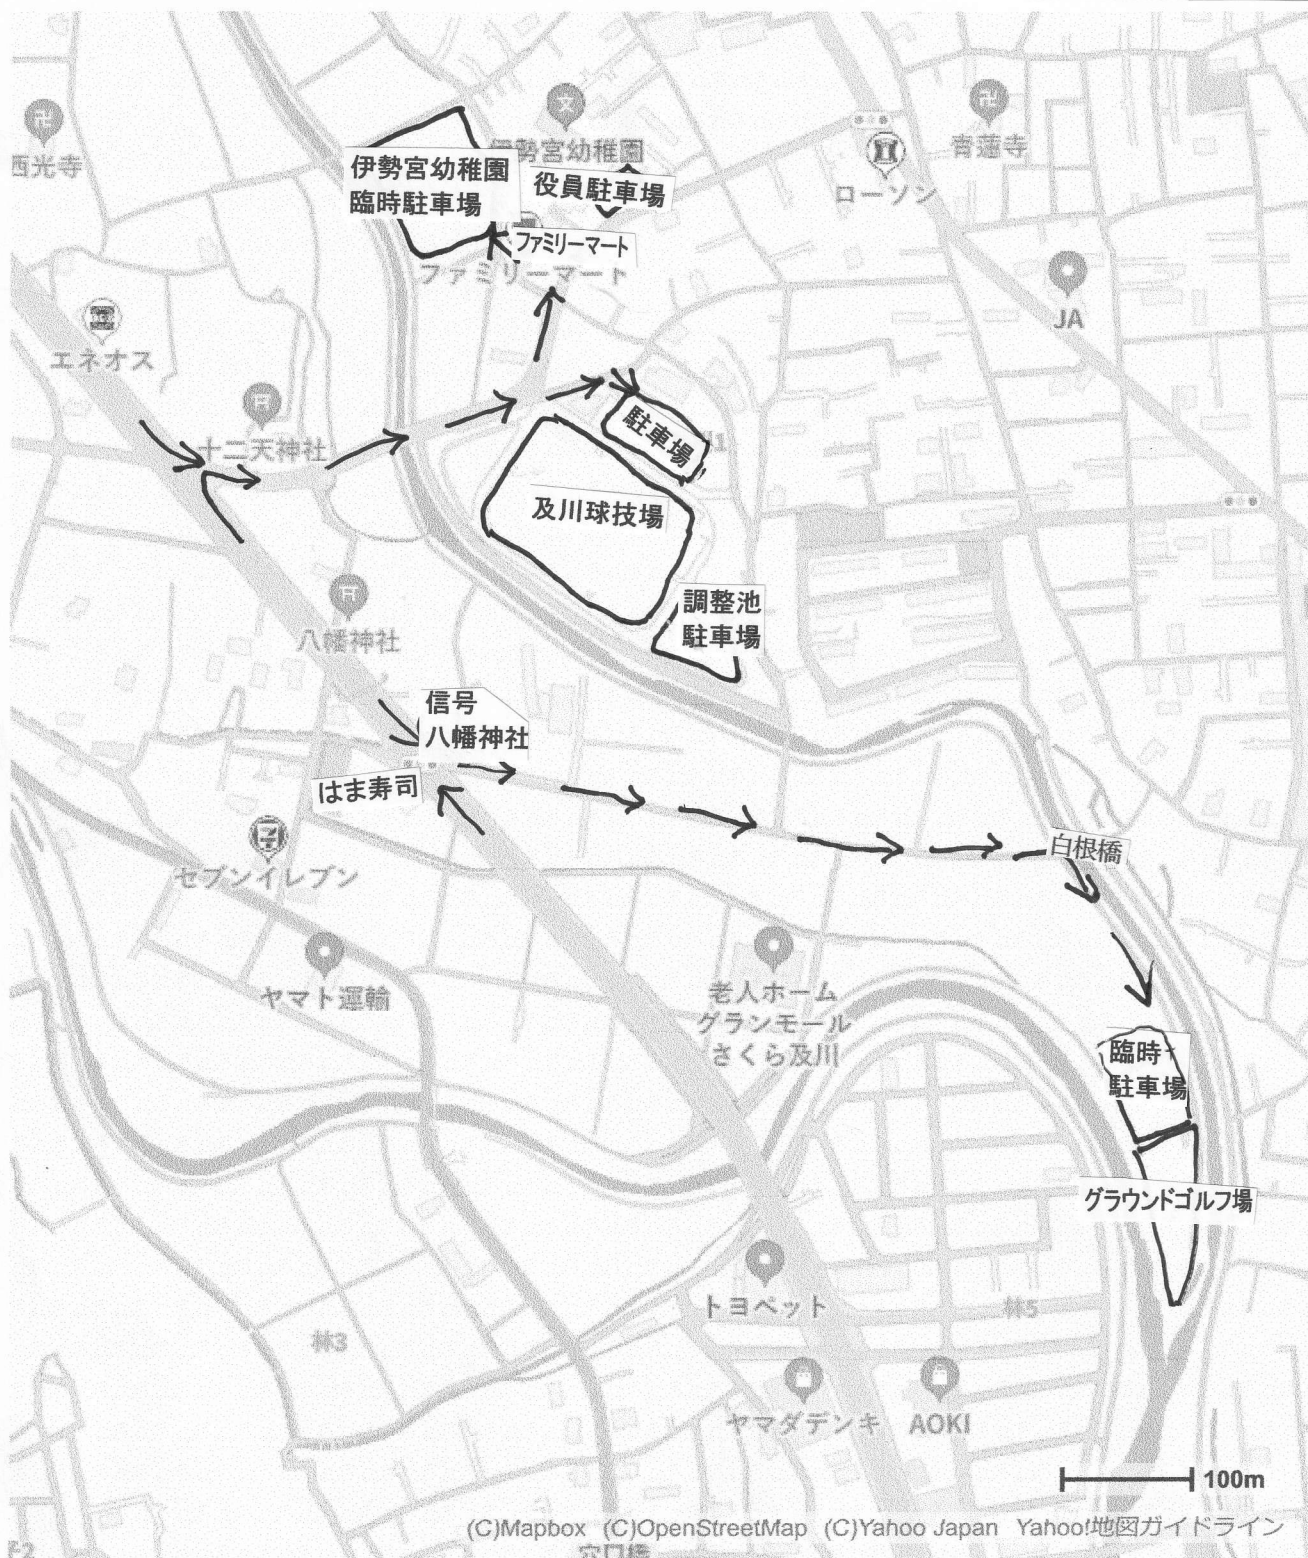 西光寺
伊勢宮幼稚園
臨時駐車場
伊勢宮幼稚園
役員駐車場
ローソン
青蓮寺
ファミリーマート
ファミリーマート
JA
エネオス
十二天神社
駐車場
及川球技場
調整池
駐車場
八幡神社
信号
八幡神社
はま寿司
セブンイレブン
白根橋
ヤマト運輸
老人ホーム
グランモール
さくら及川
臨時
駐車場
グラウンドゴルフ場
トヨペット
林5
林3
ヤマダデンキ
AOKI
100m
(C)Mapbox (C)OpenStreetMap (C)Yahoo Japan Yahoo!地図ガイドライン